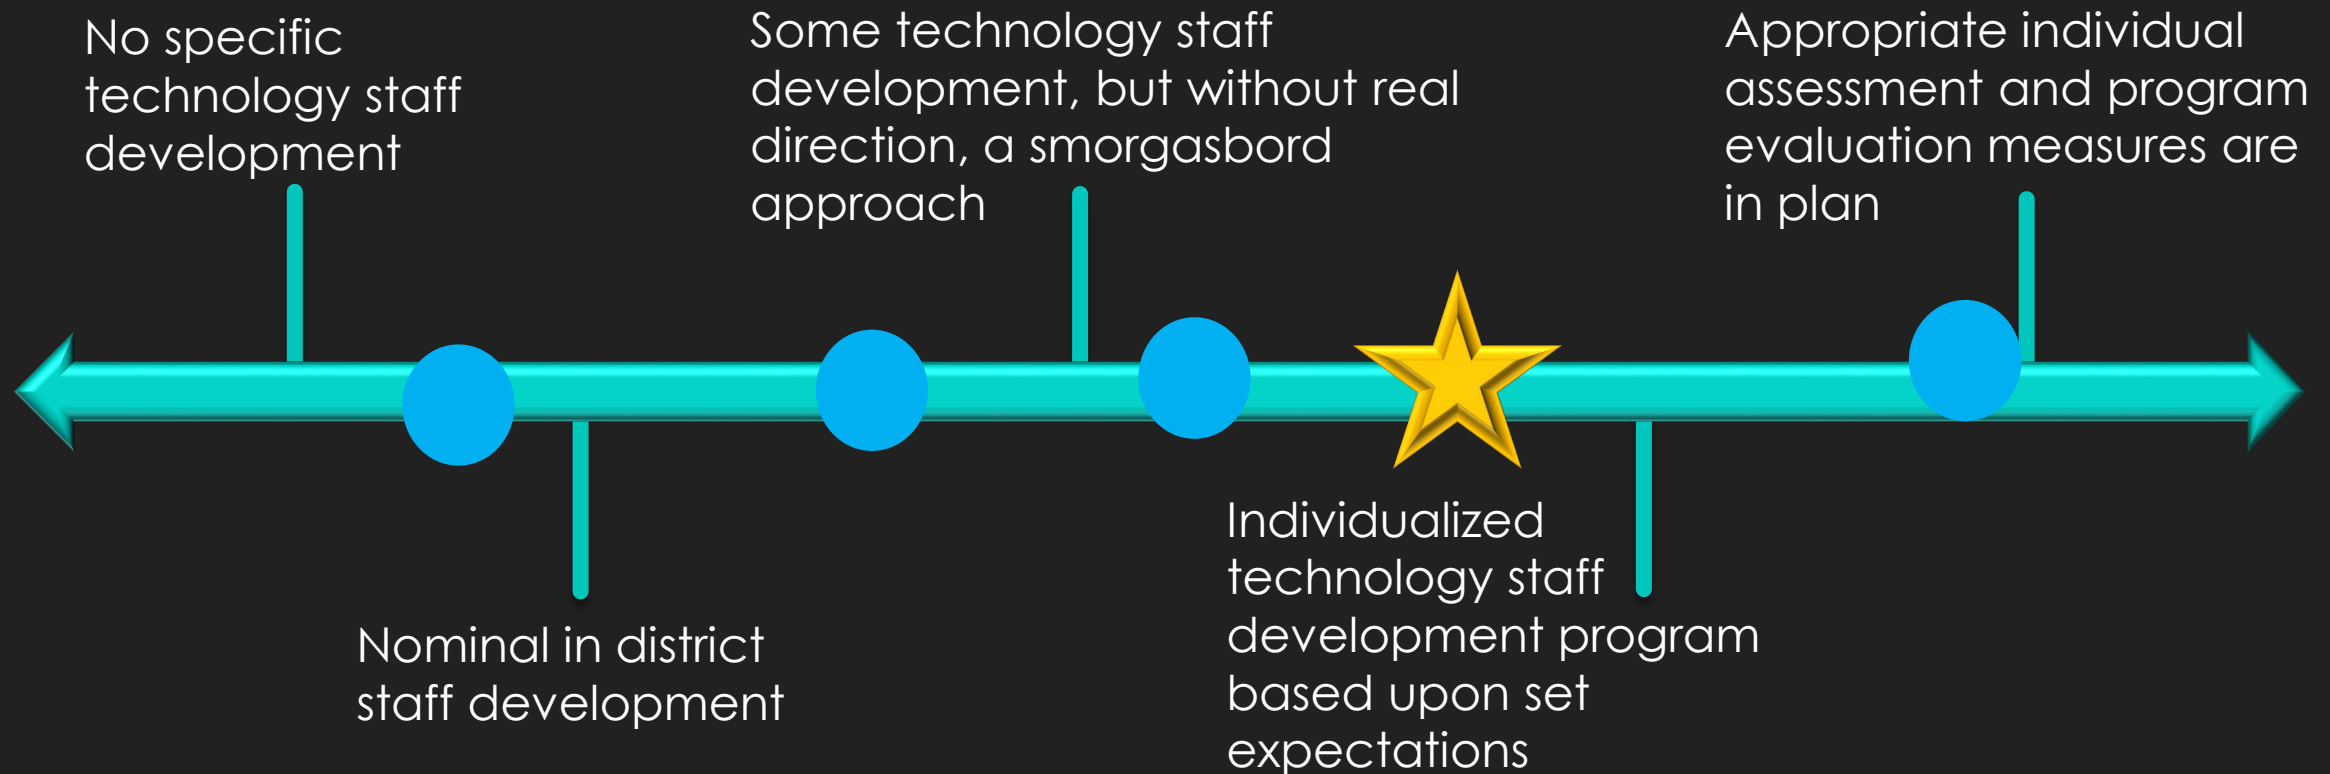 No specific
technology staff
development
Some technology staff
development, but without real
direction, a smorgasbord
approach
Appropriate individual
assessment and program
evaluation measures are
in plan
Nominal in district
staff development
Individualized
technology staff
development program
based upon set
expectations